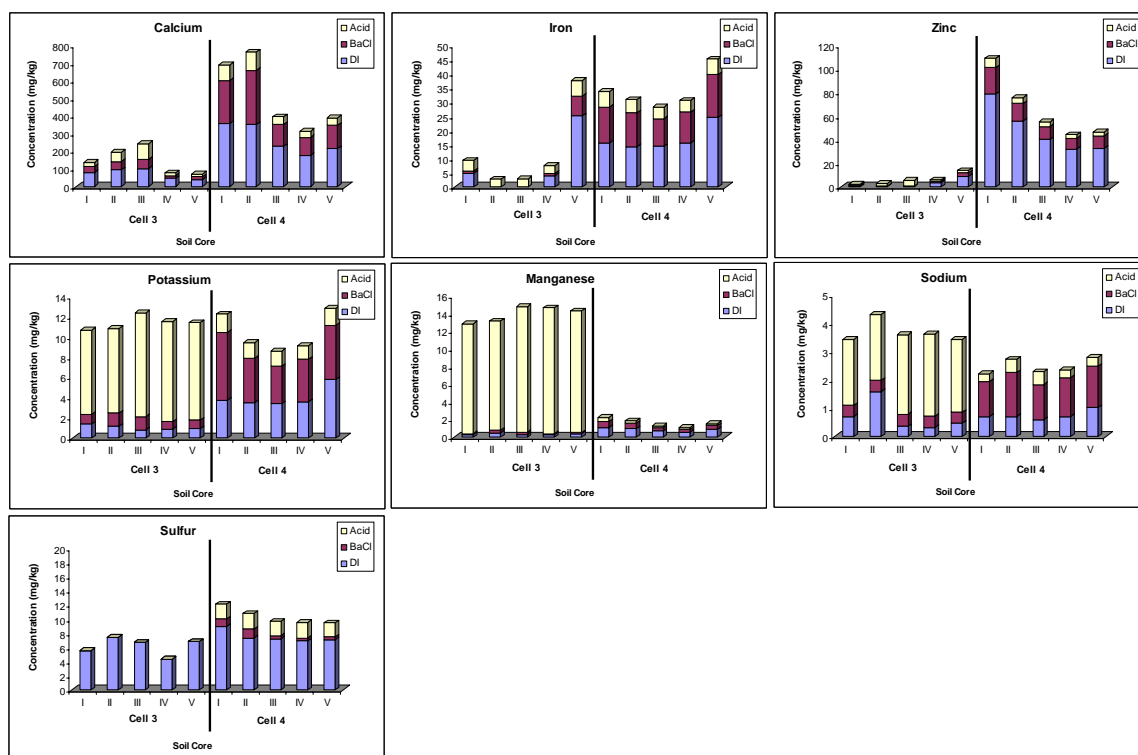 Calcium
Acid
BaCl
DI
Concentration (mg/kg)
800
700
600
500
400
300
200
100
0
I II III IV V I II III IV V
Cell 3 Cell 4
Soil Core
Iron
Acid
BaCl
DI
Concentration (mg/kg)
50
45
40
35
30
25
20
15
10
5
0
I II III IV V I II III IV V
Cell 3 Cell 4
Soil Core
Zinc
Acid
BaCl
DI
Concentration (mg/kg)
120
100
80
60
40
20
0
I II III IV V I II III IV V
Cell 3 Cell 4
Soil Core
Potassium
Acid
BaCl
DI
Concentration (mg/kg)
14
12
10
8
6
4
2
0
I II III IV V I II III IV V
Cell 3 Cell 4
Soil Core
Manganese
Acid
BaCl
DI
Concentration (mg/kg)
16
14
12
10
8
6
4
2
0
I II III IV V I II III IV V
Cell 3 Cell 4
Soil Core
Sodium
Acid
BaCl
DI
Concentration (mg/kg)
5
4
3
2
1
0
I II III IV V I II III IV V
Cell 3 Cell 4
Soil Core
Sulfur
Acid
BaCl
DI
Concentration (mg/kg)
20
18
16
14
12
10
8
6
4
2
0
I II III IV V I II III IV V
Cell 3 Cell 4
Soil Core